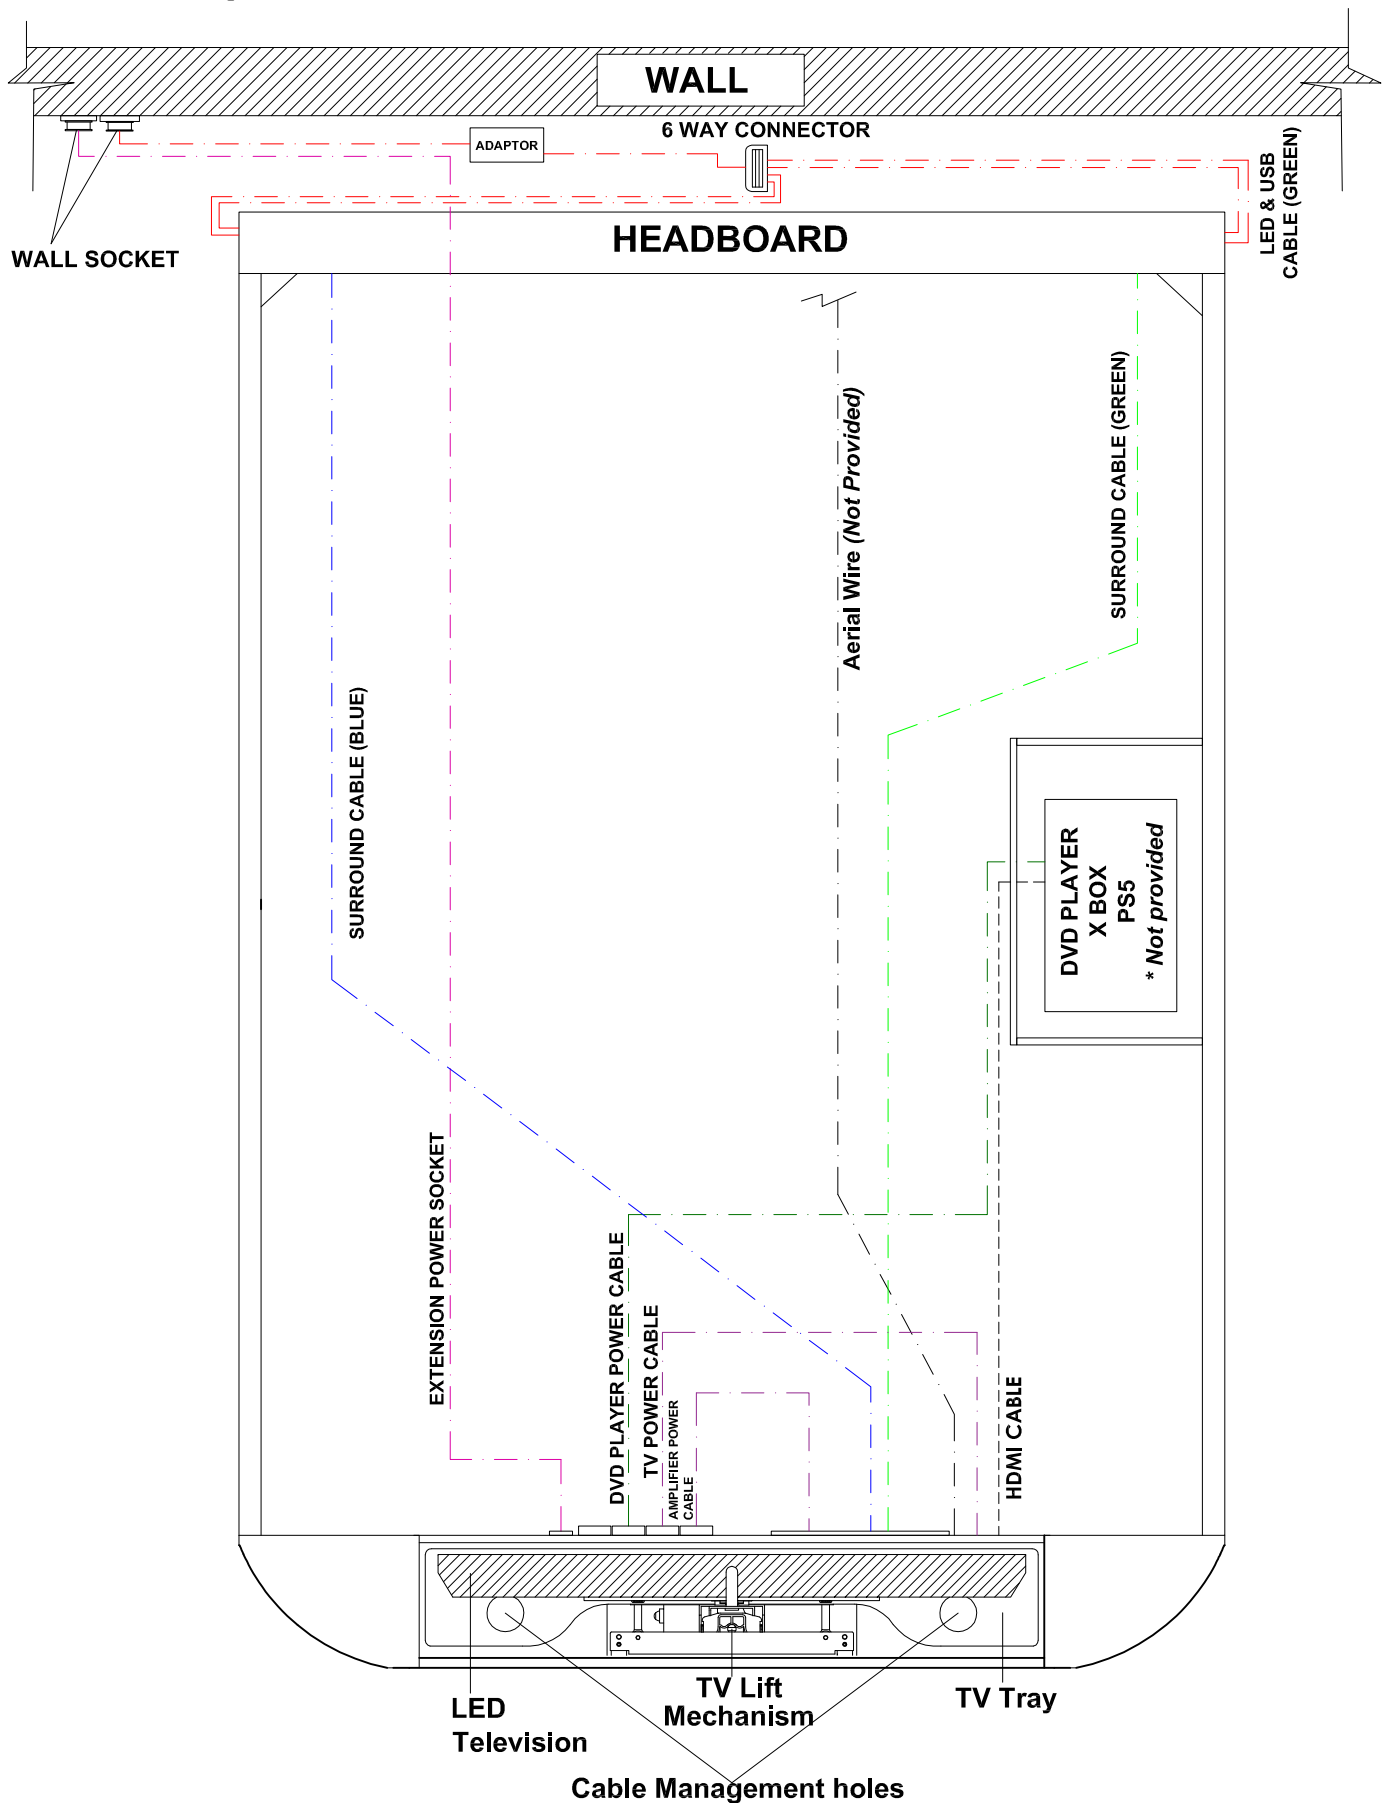 WALL
6 WAY CONNECTOR
ADAPTOR
LED & USB
CABLE (GREEN)
WALL SOCKET
HEADBOARD
SURROUND CABLE (GREEN)
Aerial Wire (Not Provided)
SURROUND CABLE (BLUE)
DVD PLAYER
X BOX
PS5
* Not provided
EXTENSION POWER SOCKET
DVD PLAYER POWER CABLE
TV POWER CABLE
AMPLIFIER POWER
CABLE
HDMI CABLE
LED
Television
TV Lift
Mechanism
TV Tray
Cable Management holes